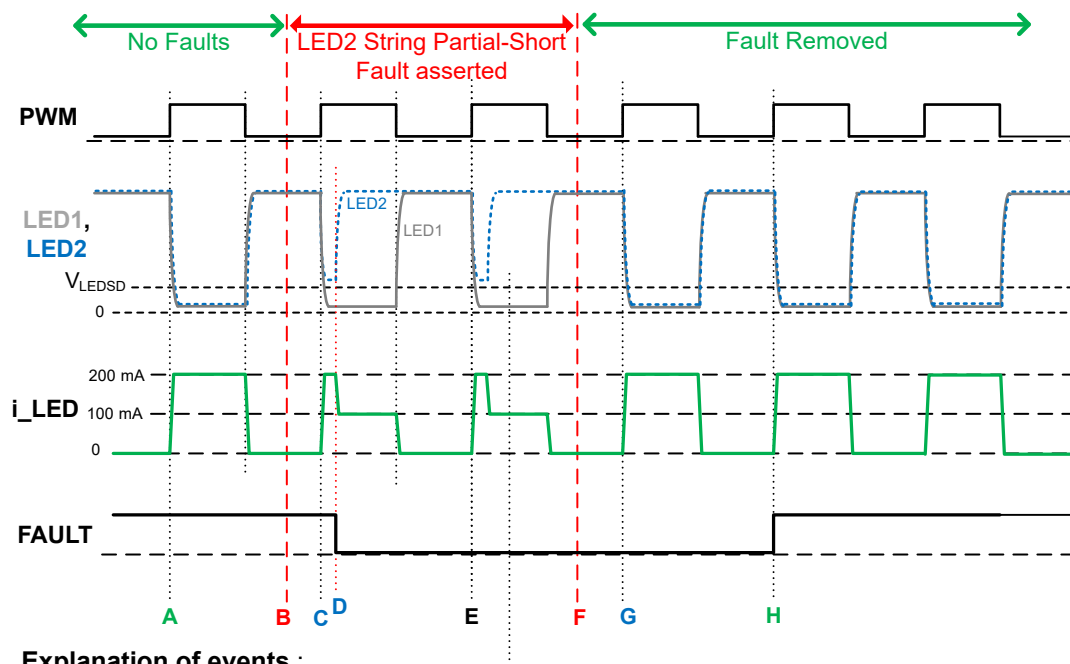 No Faults
LED2 String Partial-Short
Fault asserted
Fault Removed
PWM
LED1,
LED2
LED2
LED1
VLEDSD
0
200 mA
i_LED
100 mA
0
FAULT
A
B
C
D
E
F
G
H
Explanation of events :